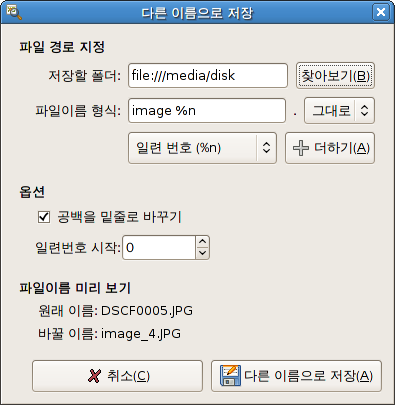 다른 이름으로 저장
파일 경로 지정
저장할 폴더: file:///media/disk 찾아보기(B)
파일이름 형식: image %n . 그대로
일련 번호 (%n) 더하기(A)
옵션
공백을 밑줄로 바꾸기
일련번호 시작: 0
파일이름 미리 보기
원래 이름: DSCF0005.JPG
바꿀 이름: image_4.JPG
취소(C) 다른 이름으로 저장(A)